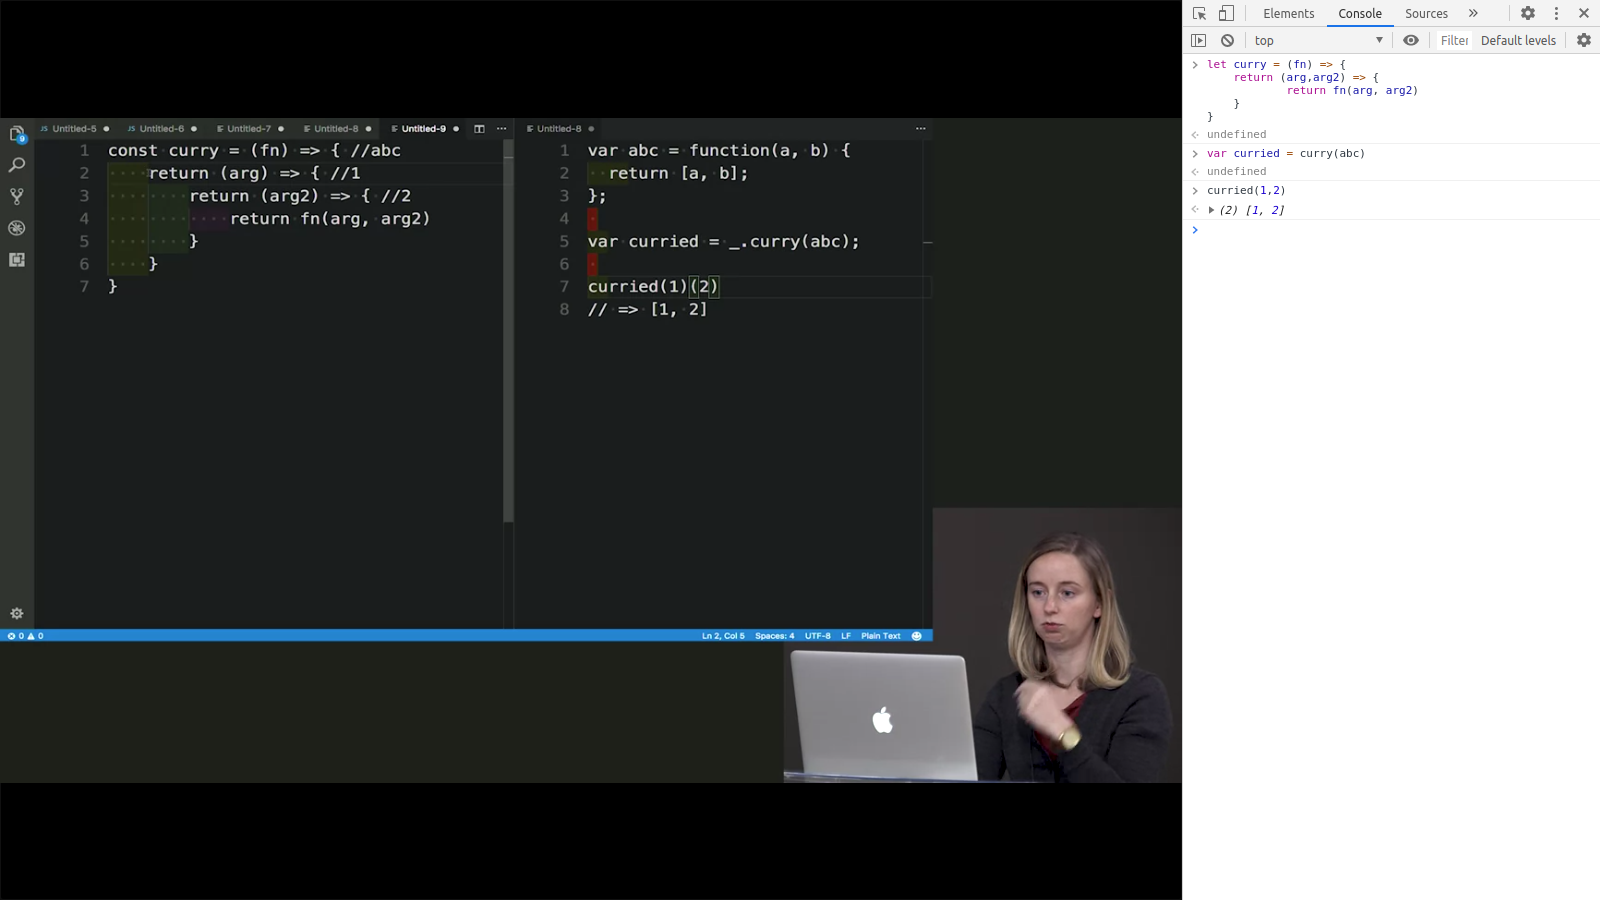 Untitled-5
Untitled-6
Untitled-7
Untitled-8
Untitled-9
1 const curry = (fn) => { //abc
2 return (arg) => { //1
3 return (arg2) => { //2
4 return fn(arg, arg2)
5 }
6 }
7 }
Untitled-8
1 var abc = function(a, b) {
2 return [a, b];
3 };
4
5 var curried = _.curry(abc);
6
7 curried(1)(2)
8 // => [1, 2]
9
0 0
Ln 2, Col 5 Spaces: 4 UTF-8 LF Plain Text
Elements Console Sources
top Filter Default levels
let curry = (fn) => {
return (arg,arg2) => {
return fn(arg, arg2)
}
}
undefined
var curried = curry(abc)
undefined
curried(1,2)
(2) [1, 2]